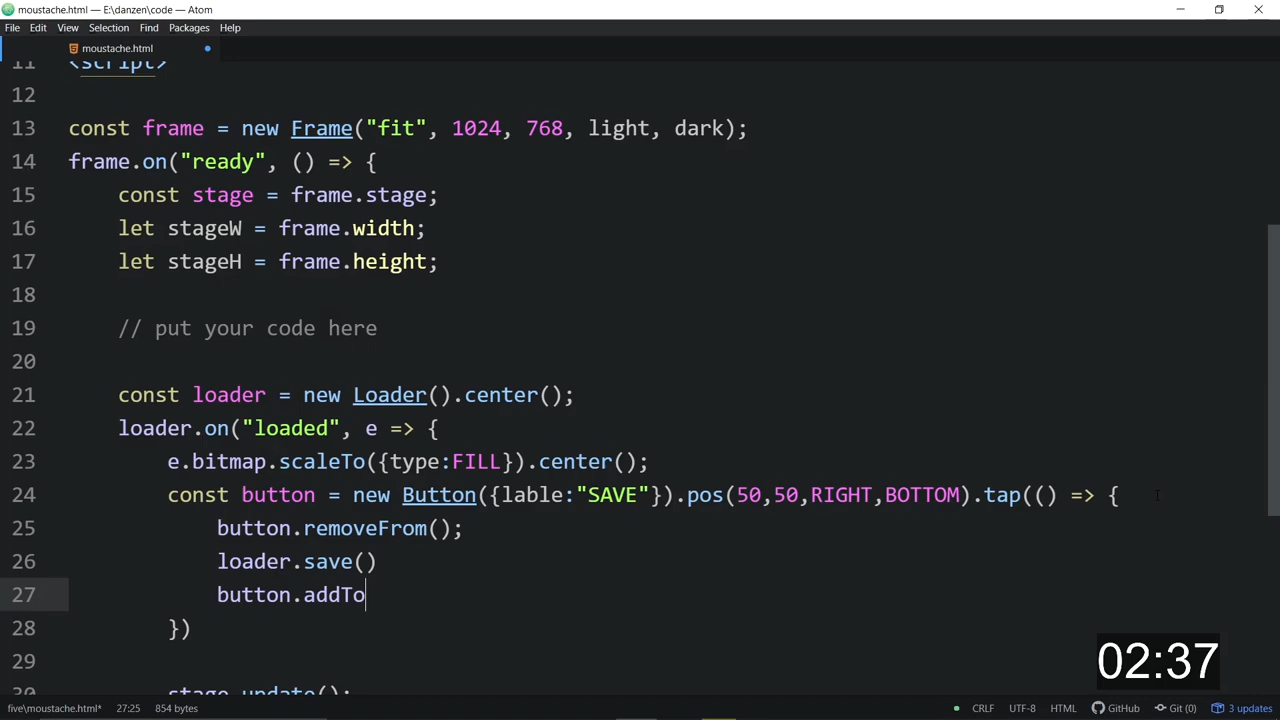 moustache.html — E:\danzen\code — Atom
File Edit View Selection Find Packages Help
moustache.html
11 <script>
12
13 const frame = new Frame("fit", 1024, 768, light, dark);
14 frame.on("ready", () => {
15 const stage = frame.stage;
16 let stageW = frame.width;
17 let stageH = frame.height;
18
19 // put your code here
20
21 const loader = new Loader().center();
22 loader.on("loaded", e => {
23 e.bitmap.scaleTo({type:FILL}).center();
24 const button = new Button({lable:"SAVE"}).pos(50,50,RIGHT,BOTTOM).tap(() => {
25 button.removeFrom();
26 loader.save()
27 button.addTo
28 })
29
30 stage.update();
02:37
five\moustache.html* 27:25 854 bytes CRLF UTF-8 HTML GitHub Git (0) 3 updates